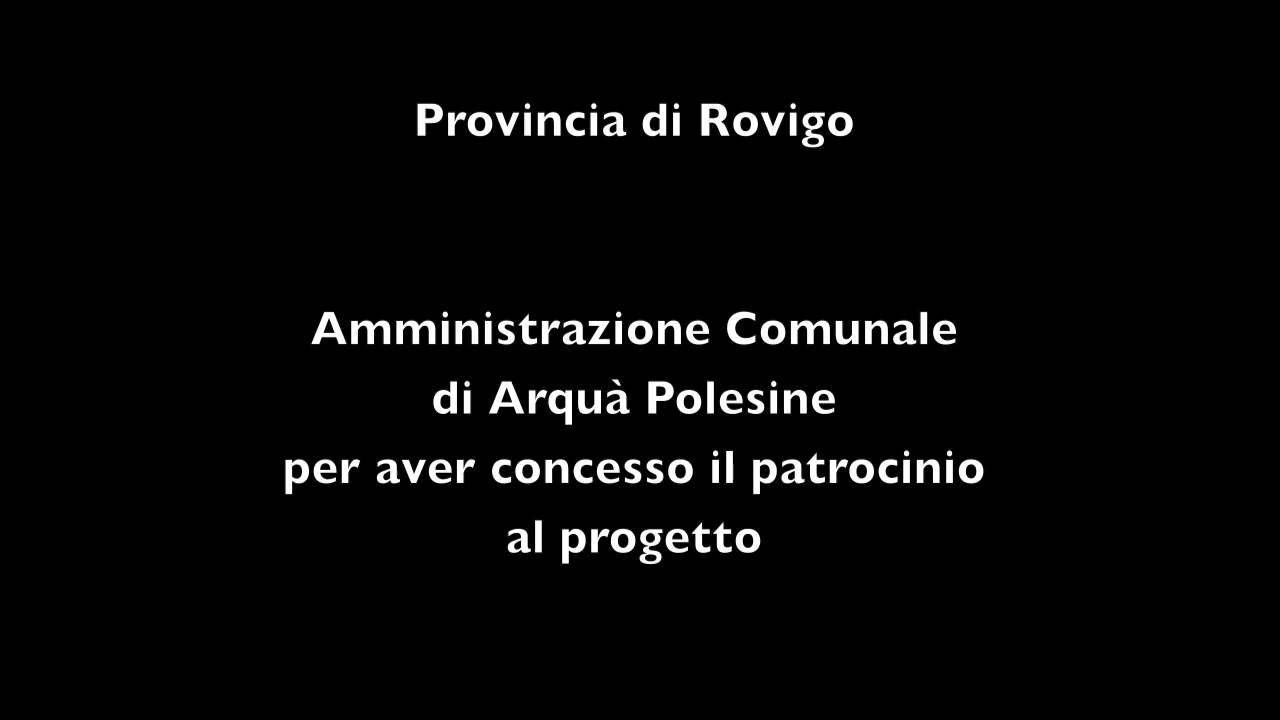 Provincia di Rovigo
Amministrazione Comunale
di Arquà Polesine
per aver concesso il patrocinio
al progetto